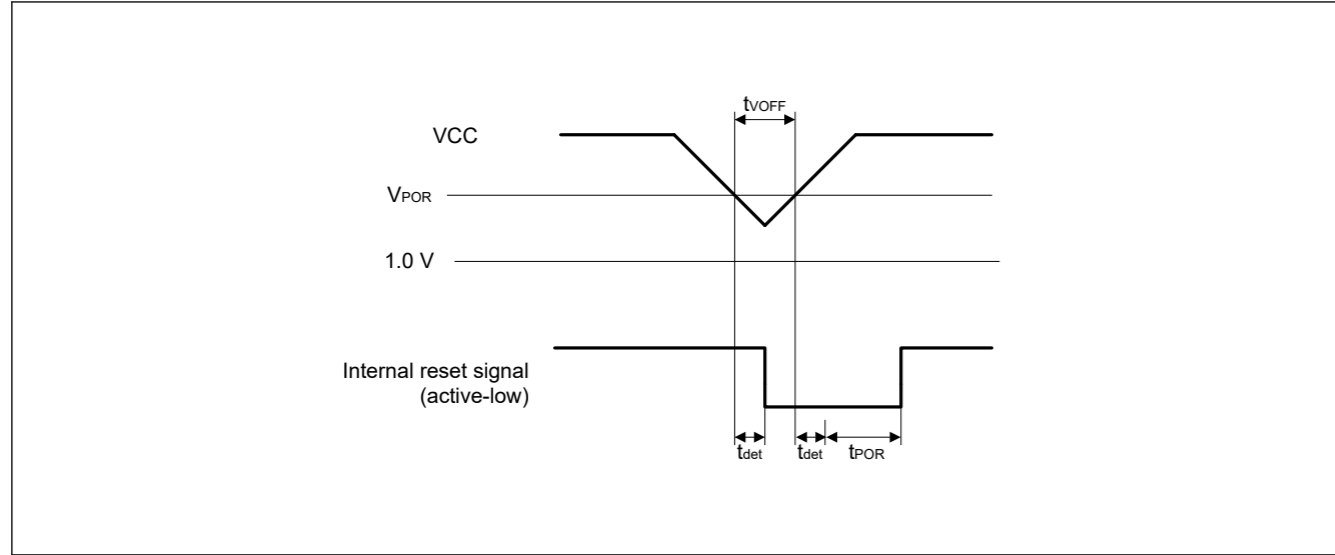 tVOFF
VCC
VPOR
1.0 V
Internal reset signal
(active-low)
tdet tdet tPOR